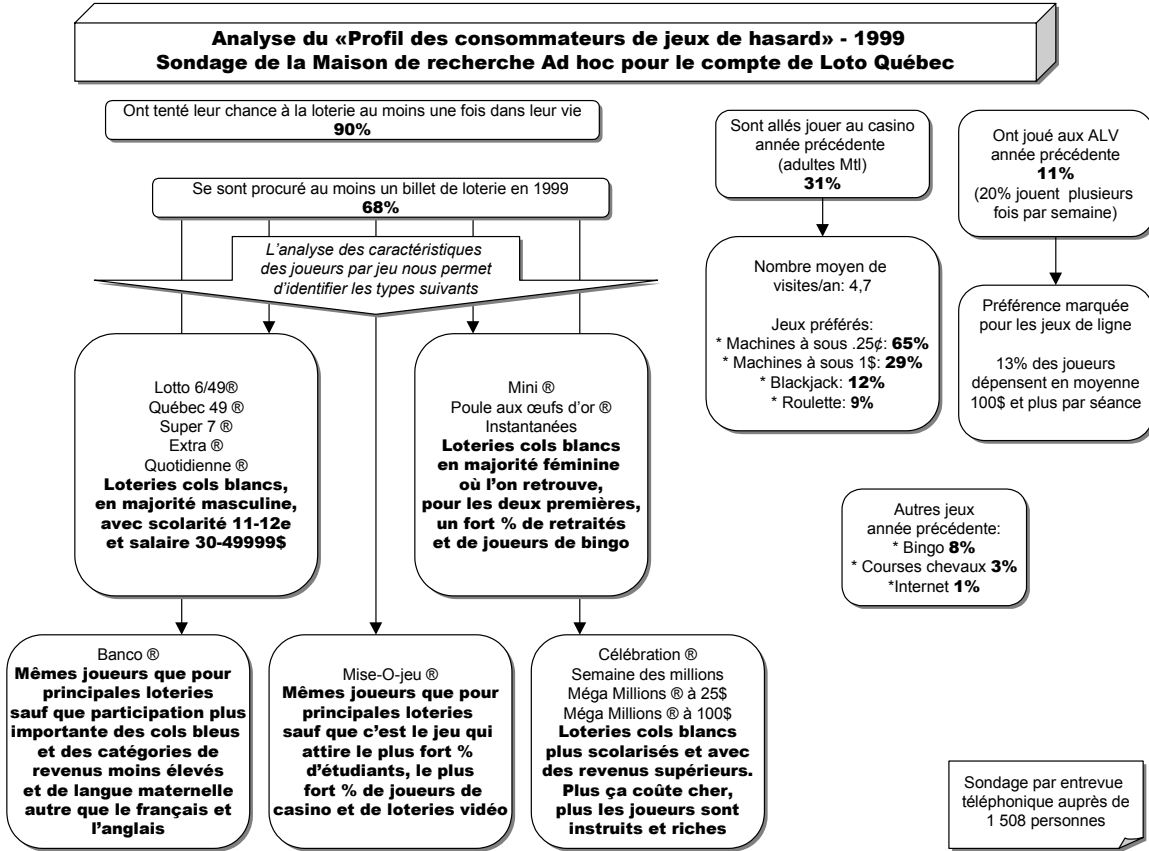 Analyse du «Profil des consommateurs de jeux de hasard» - 1999
Sondage de la Maison de recherche Ad hoc pour le compte de Loto Québec
Ont tenté leur chance à la loterie au moins une fois dans leur vie
90%
Se sont procuré au moins un billet de loterie en 1999
68%
L'analyse des caractéristiques
des joueurs par jeu nous permet
d'identifier les types suivants
Sont allés jouer au casino
année précédente
(adultes Mtl)
31%
Ont joué aux ALV
année précédente
11%
(20% jouent plusieurs
fois par semaine)
Nombre moyen de
visites/an: 4,7
Jeux préférés:
* Machines à sous .25¢: 65%
* Machines à sous 1$: 29%
* Blackjack: 12%
* Roulette: 9%
Préférence marquée
pour les jeux de ligne
13% des joueurs
dépensent en moyenne
100$ et plus par séance
Lotto 6/49®
Québec 49 ®
Super 7 ®
Extra ®
Quotidienne ®
Loteries cols blancs,
en majorité masculine,
avec scolarité 11-12e
et salaire 30-49999$
Mini ®
Poule aux œufs d'or ®
Instantanées
Loteries cols blancs
en majorité féminine
où l'on retrouve,
pour les deux premières,
un fort % de retraités
et de joueurs de bingo
Autres jeux
année précédente:
* Bingo 8%
* Courses chevaux 3%
*Internet 1%
Banco ®
Mêmes joueurs que pour
principales loteries
sauf que participation plus
importante des cols bleus
et des catégories de
revenus moins élevés
et de langue maternelle
autre que le français et
l'anglais
Mise-O-jeu ®
Mêmes joueurs que pour
principales loteries
sauf que c'est le jeu qui
attire le plus fort %
d'étudiants, le plus
fort % de joueurs de
casino et de loteries vidéo
Célébration ®
Semaine des millions
Méga Millions ® à 25$
Méga Millions ® à 100$
Loteries cols blancs
plus scolarisés et avec
des revenus supérieurs.
Plus ça coûte cher,
plus les joueurs sont
instruits et riches
Sondage par entrevue
téléphonique auprès de
1 508 personnes